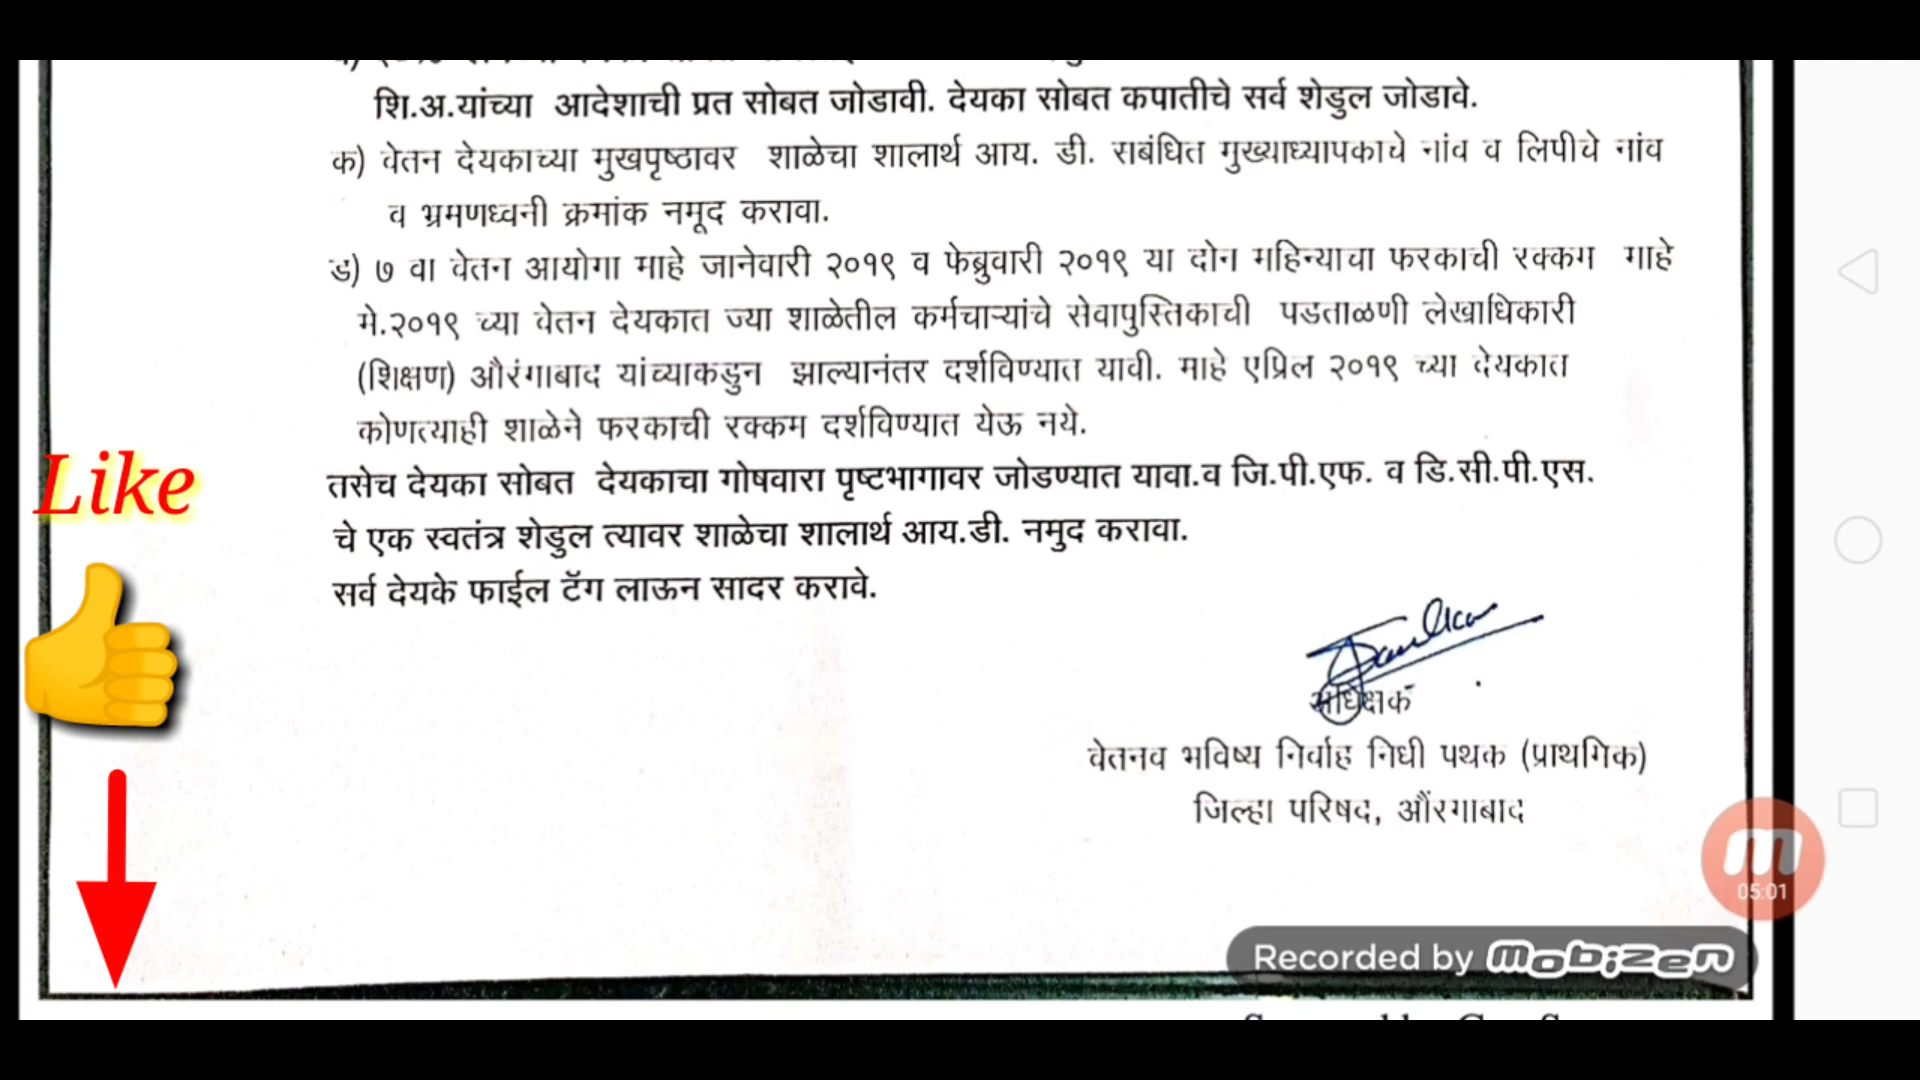 शि.अ.यांच्या आदेशाची प्रत सोबत जोडावी. देयका सोबत कपातीचे सर्व शेडुल जोडावे.
क) वेतन देयकाच्या मुखपृष्ठावर शाळेचा शालार्थ आय. डी. सबंधित मुख्याध्यापकाचे नांव व लिपीचे नांव
व भ्रमणध्वनी क्रमांक नमूद करावा.
ड) ७ वा वेतन आयोगा माहे जानेवारी २०१९ व फेब्रुवारी २०१९ या दोन महिन्याचा फरकाची रक्कम माहे
मे.२०१९ च्या वेतन देयकात ज्या शाळेतील कर्मचाऱ्यांचे सेवापुस्तिकाची पडताळणी लेखाधिकारी
(शिक्षण) औरंगाबाद यांच्याकडुन झाल्यानंतर दर्शविण्यात यावी. माहे एप्रिल २०१९ च्या देयकात
कोणत्याही शाळेने फरकाची रक्कम दर्शविण्यात येऊ नये.
तसेच देयका सोबत देयकाचा गोषवारा पृष्टभागावर जोडण्यात यावा.व जि.पी.एफ. व डि.सी.पी.एस.
चे एक स्वतंत्र शेडुल त्यावर शाळेचा शालार्थ आय.डी. नमुद करावा.
सर्व देयके फाईल टॅग लाऊन सादर करावे.
Like
अधिक्षक
वेतनव भविष्य निर्वाह निधी पथक (प्राथमिक)
जिल्हा परिषद, औंरगाबाद
05:01
Recorded by mobizen